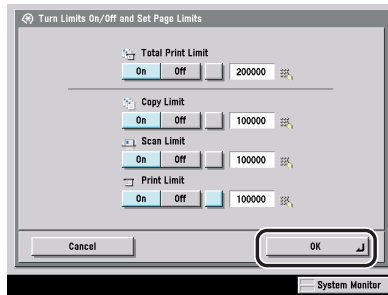 Turn Limits On/Off and Set Page Limits
Total Print Limit
On Off 200000
Copy Limit
On Off 100000
Scan Limit
On Off 100000
Print Limit
On Off 100000
Cancel OK
System Monitor